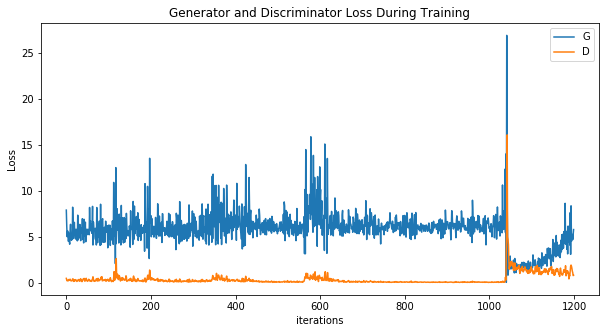 Generator and Discriminator Loss During Training
G
D
Loss
25
20
15
10
5
0
0 200 400 600 800 1000 1200
iterations